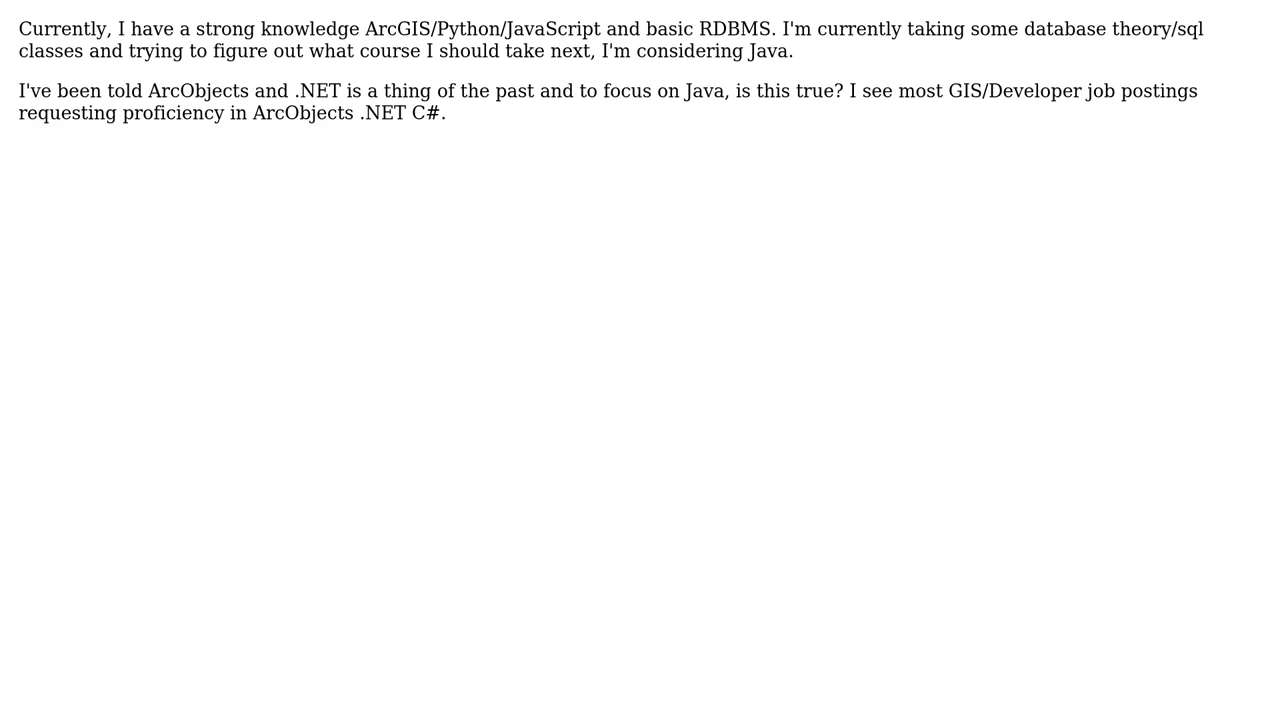 Currently, I have a strong knowledge ArcGIS/Python/JavaScript and basic RDBMS. I'm currently taking some database theory/sql
classes and trying to figure out what course I should take next, I'm considering Java.
I've been told ArcObjects and .NET is a thing of the past and to focus on Java, is this true? I see most GIS/Developer job postings
requesting proficiency in ArcObjects .NET C#.